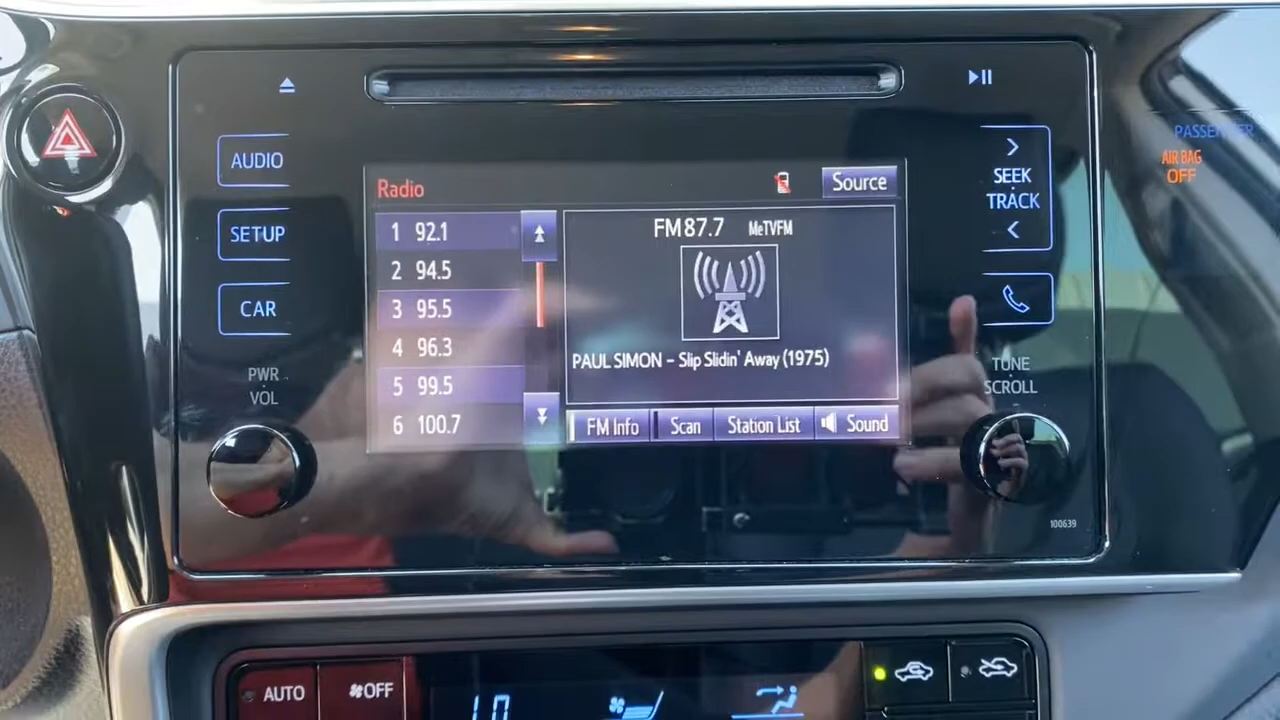 AUDIO
SETUP
CAR
PWR
VOL
Radio
Source
1 92.1
2 94.5
3 95.5
4 96.3
5 99.5
6 100.7
FM 87.7 MeTVFM
PAUL SIMON - Slip Slidin' Away (1975)
FM Info
Scan
Station List
Sound
SEEK
TRACK
TUNE
SCROLL
100639
PASSENGER
AIR BAG
OFF
AUTO
OFF
LO